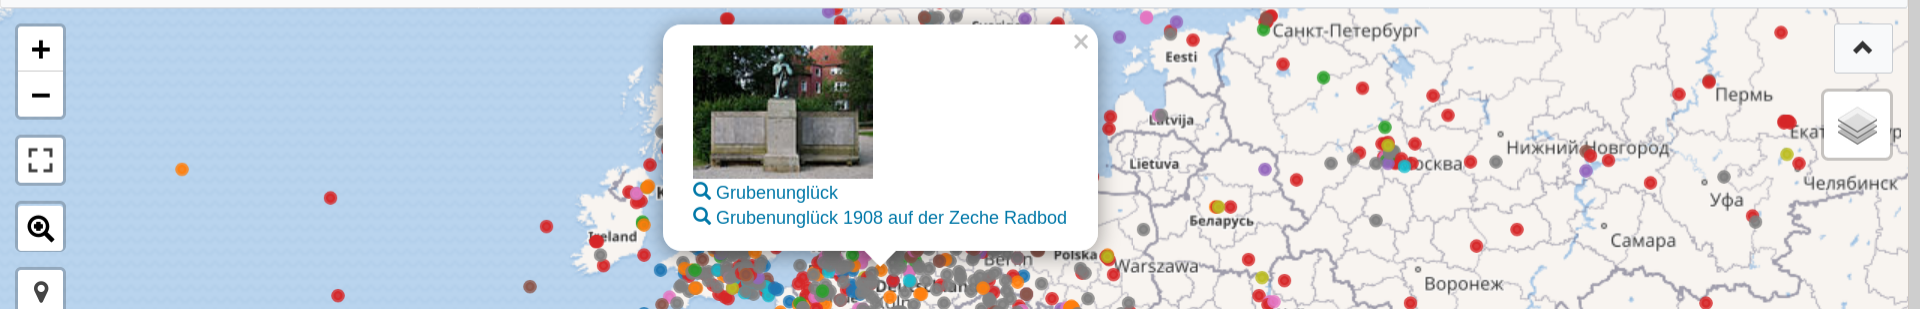 +
−
×
Grubenunglück
Grubenunglück 1908 auf der Zeche Radbod
Санкт-Петербург
Eesti
Latvija
Lietuva
Беларусь
Polska
Warszawa
Berlin
Ireland
Нижний Новгород
Пермь
Челябинск
Уфа
Самара
Воронеж